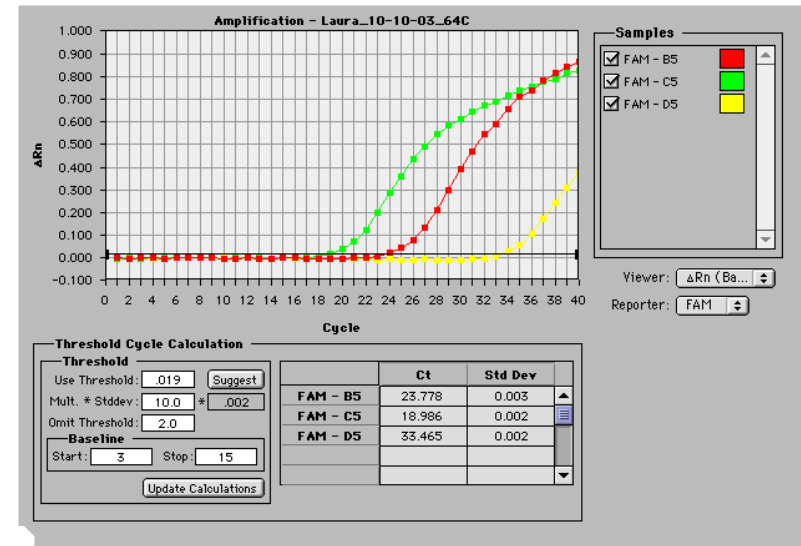 Amplification - Laura_10-10-03_64C
1.000
0.900
0.800
0.700
0.600
0.500
0.400
0.300
0.200
0.100
0.000
-0.100
ΔRn
0 2 4 6 8 10 12 14 16 18 20 22 24 26 28 30 32 34 36 38 40
Cycle
Samples
FAM - B5
FAM - C5
FAM - D5
Viewer: ΔRn (Ba...
Reporter: FAM
Threshold Cycle Calculation
Threshold
Use Threshold: .019 Suggest
Mult. * Stddev: 10.0 * .002
Omit Threshold: 2.0
Baseline
Start: 3 Stop: 15
Update Calculations
Ct Std Dev
FAM - B5 23.778 0.003
FAM - C5 18.986 0.002
FAM - D5 33.465 0.002